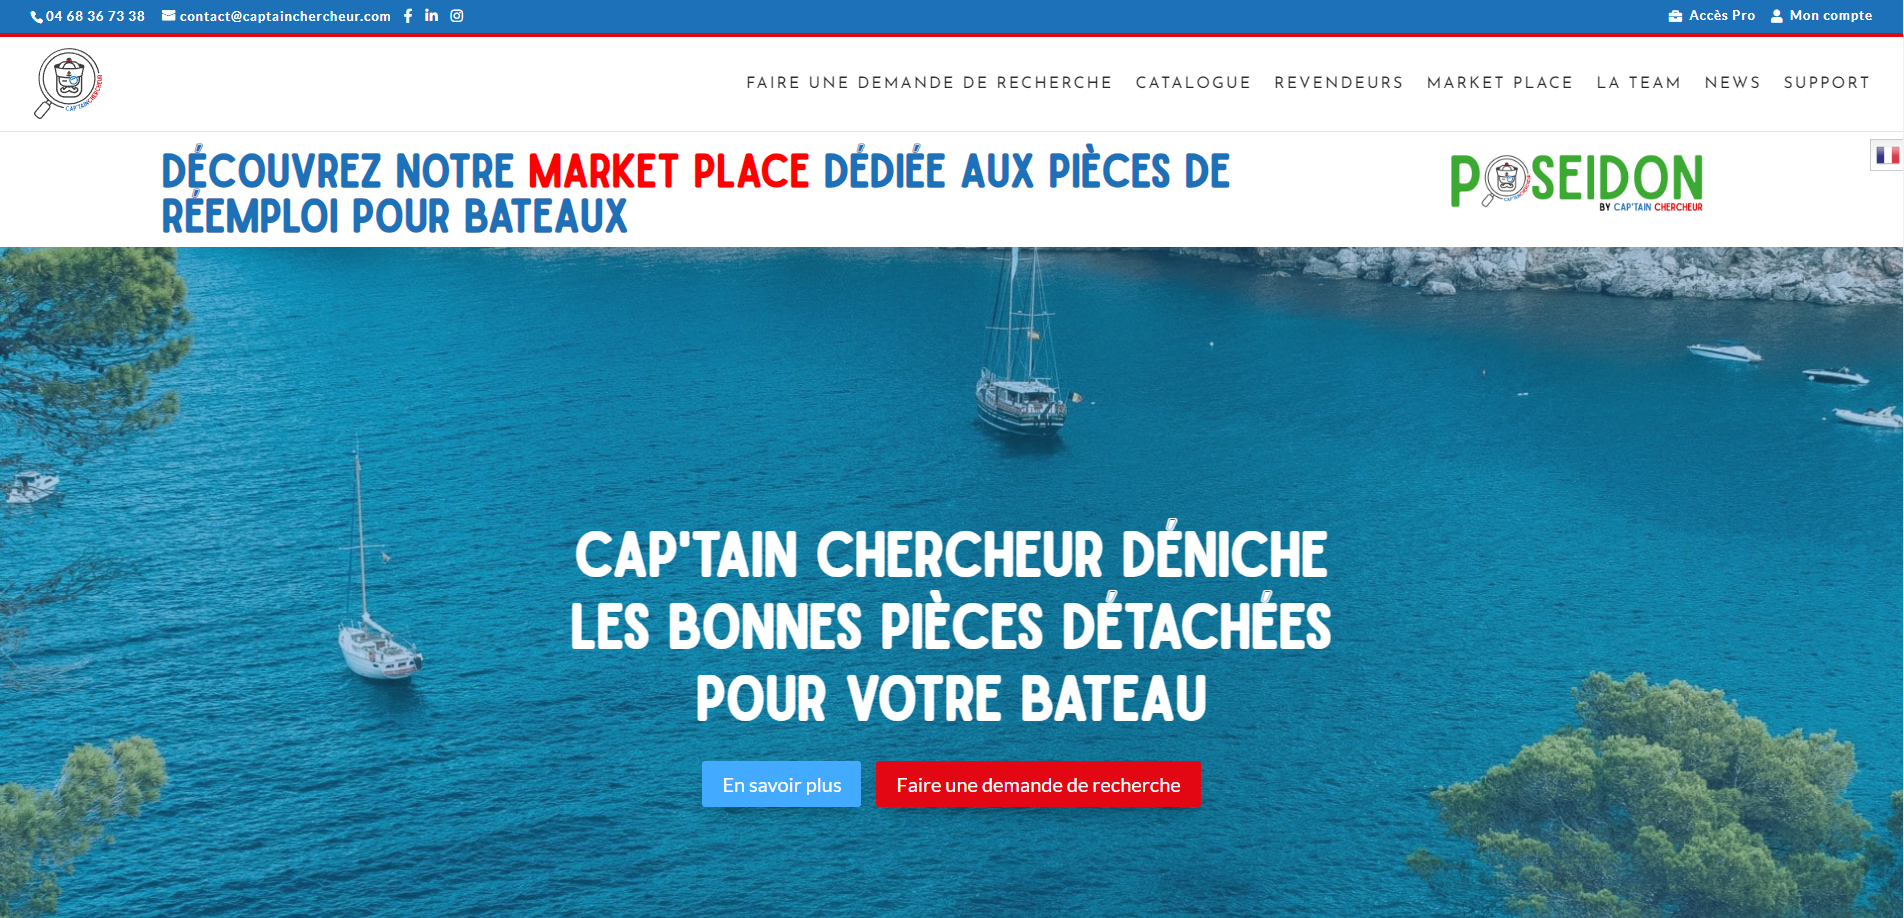 04 68 36 73 38 contact@captainchercheur.com
Accès Pro Mon compte
CAP'TAIN CHERCHEUR
FAIRE UNE DEMANDE DE RECHERCHE CATALOGUE REVENDEURS MARKET PLACE LA TEAM NEWS SUPPORT
DÉCOUVREZ NOTRE MARKET PLACE DÉDIÉE AUX PIÈCES DE
RÉEMPLOI POUR BATEAUX
POSEIDON
BY CAP'TAIN CHERCHEUR
CAP'TAIN CHERCHEUR DÉNICHE
LES BONNES PIÈCES DÉTACHÉES
POUR VOTRE BATEAU
En savoir plus
Faire une demande de recherche